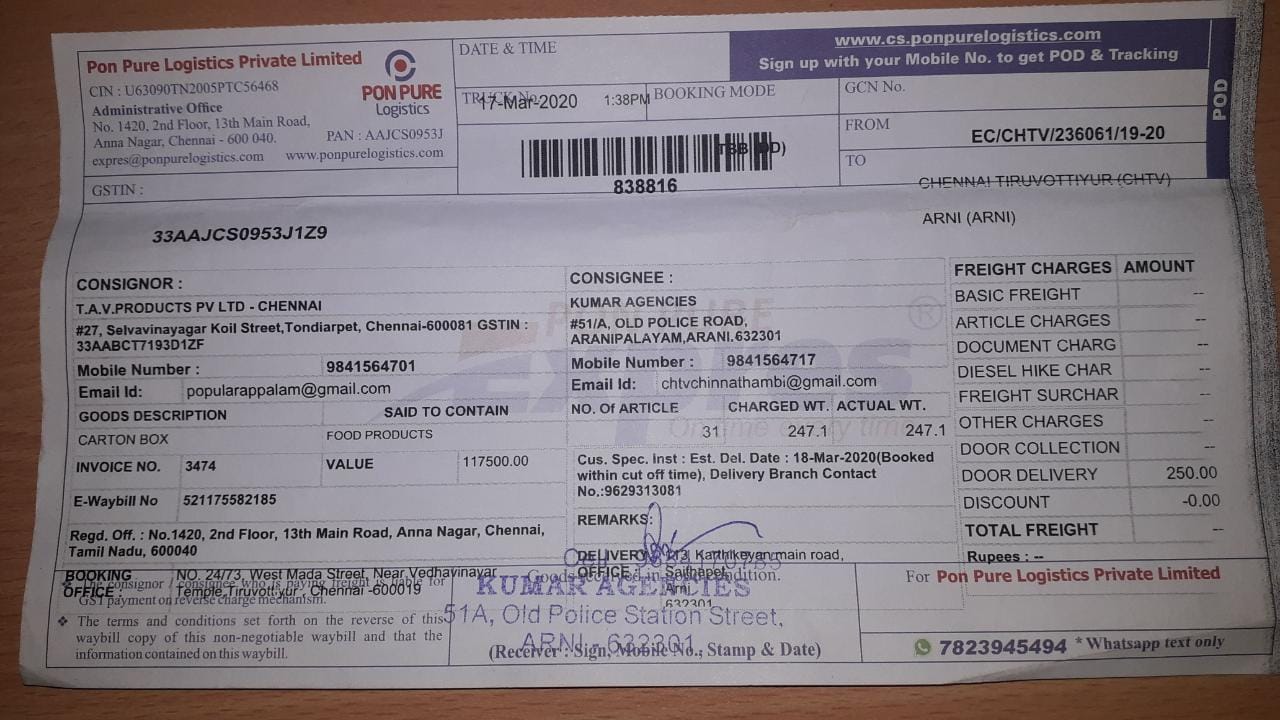 Pon Pure Logistics Private Limited
CIN : U63090TN2005PTC56468
PON PURE
Logistics
Administrative Office
No. 1420, 2nd Floor, 13th Main Road,
Anna Nagar, Chennai - 600 040.
PAN : AAJCS0953J
expres@ponpurelogistics.com www.ponpurelogistics.com
GSTIN :
33AAJCS0953J1Z9
DATE & TIME
17-Mar-2020 1:38PM
BOOKING MODE
838816
www.cs.ponpurelogistics.com
Sign up with your Mobile No. to get POD & Tracking
POD
GCN No.
EC/CHTV/236061/19-20
FROM
CHENNAI TIRUVOTTIYUR (CHTV)
TO
ARNI (ARNI)
CONSIGNOR :
T.A.V.PRODUCTS PV LTD - CHENNAI
#27, Selvavinayagar Koil Street,Tondiarpet, Chennai-600081 GSTIN :
33AABCT7193D1ZF
Mobile Number : 9841564701
Email Id: popularappalam@gmail.com
GOODS DESCRIPTION SAID TO CONTAIN
CARTON BOX FOOD PRODUCTS
INVOICE NO. 3474 VALUE 117500.00
E-Waybill No 521175582185
Regd. Off. : No.1420, 2nd Floor, 13th Main Road, Anna Nagar, Chennai,
Tamil Nadu, 600040
CONSIGNEE :
KUMAR AGENCIES
#51/A, OLD POLICE ROAD,
ARANIPALAYAM,ARANI.632301
Mobile Number : 9841564717
Email Id: chtvchinnathambi@gmail.com
NO. Of ARTICLE CHARGED WT. ACTUAL WT.
31 247.1 247.1
Cus. Spec. Inst : Est. Del. Date : 18-Mar-2020(Booked
within cut off time), Delivery Branch Contact
No.:9629313081
REMARKS:
FREIGHT CHARGES AMOUNT
BASIC FREIGHT --
ARTICLE CHARGES --
DOCUMENT CHARG --
DIESEL HIKE CHAR --
FREIGHT SURCHAR --
OTHER CHARGES --
DOOR COLLECTION --
DOOR DELIVERY 250.00
DISCOUNT -0.00
TOTAL FREIGHT --
Rupees : --
BOOKING OFFICE : NO. 24/73, West Mada Street, Near Vedhavinayar
Temple,Tiruvottiyur, Chennai -600019
GST payment on reverse charge mechanism.
❖ The terms and conditions set forth on the reverse of this
waybill copy of this non-negotiable waybill and that the
information contained on this waybill.
DELIVERY OFFICE : Karthikeyan main road,
Arni
632301
KUMAR AGENCIES
51A, Old Police Station Street,
ARNI - 632301
(Receiver : Sign, Mobile No., Stamp & Date)
For Pon Pure Logistics Private Limited
7823945494 * Whatsapp text only